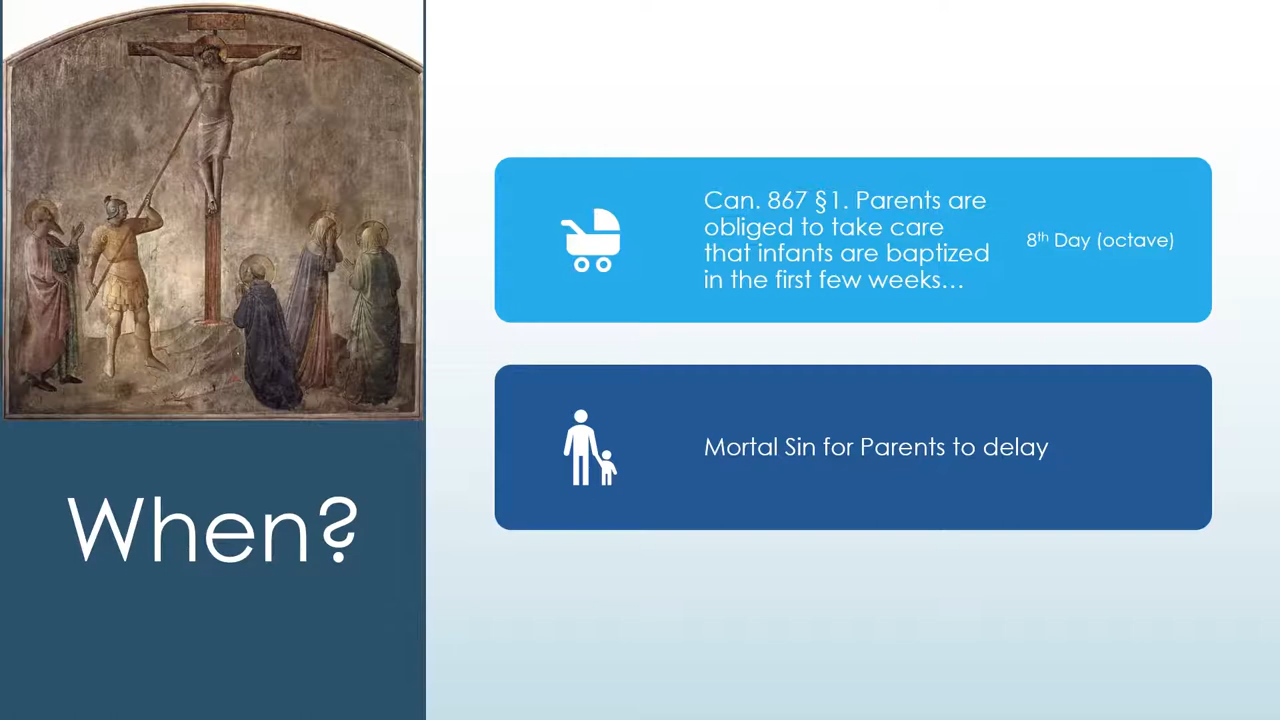 When?
Can. 867 §1. Parents are
obliged to take care
that infants are baptized
in the first few weeks…
8th Day (octave)
Mortal Sin for Parents to delay